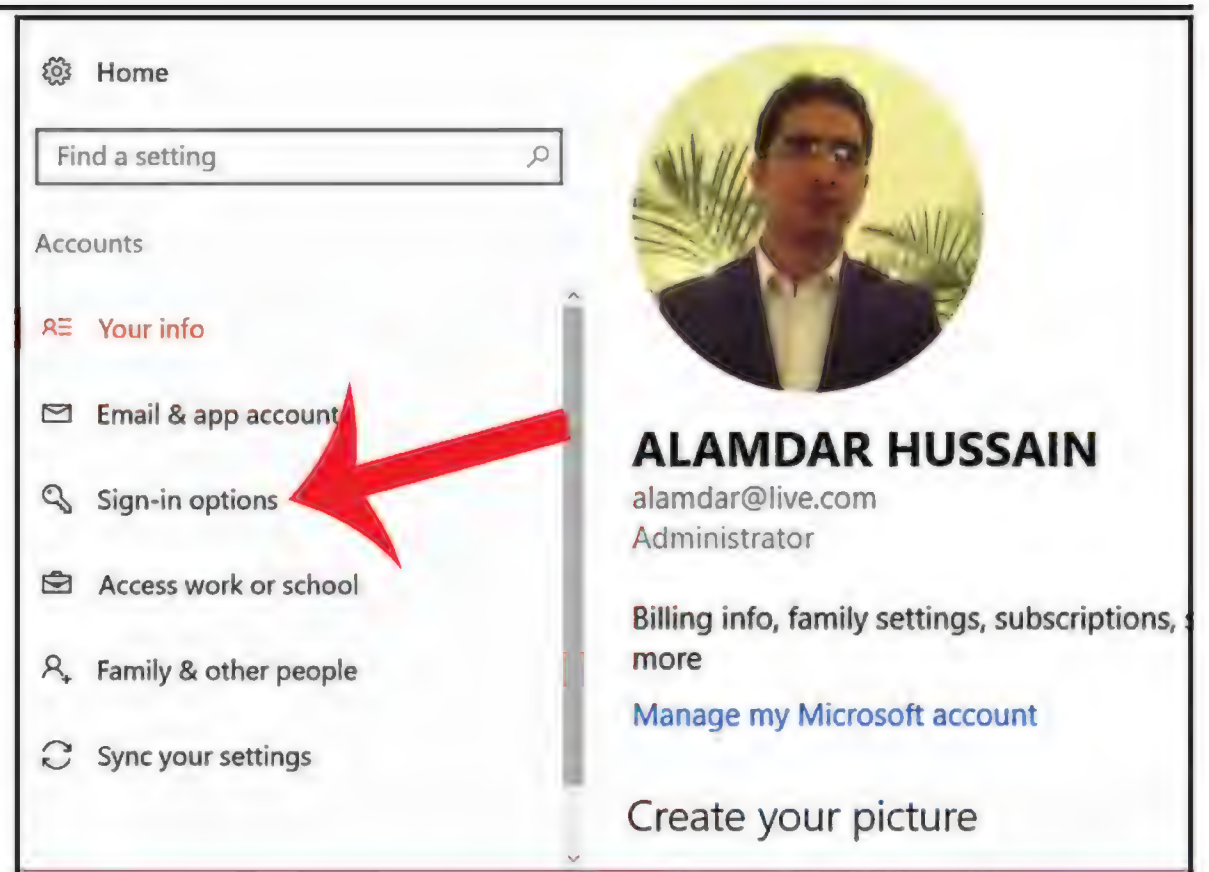 Home
Find a setting
Accounts
Your info
Email & app account
Sign-in options
Access work or school
Family & other people
Sync your settings
ALAMDAR HUSSAIN
alamdar@live.com
Administrator
Billing info, family settings, subscriptions,
more
Manage my Microsoft account
Create your picture